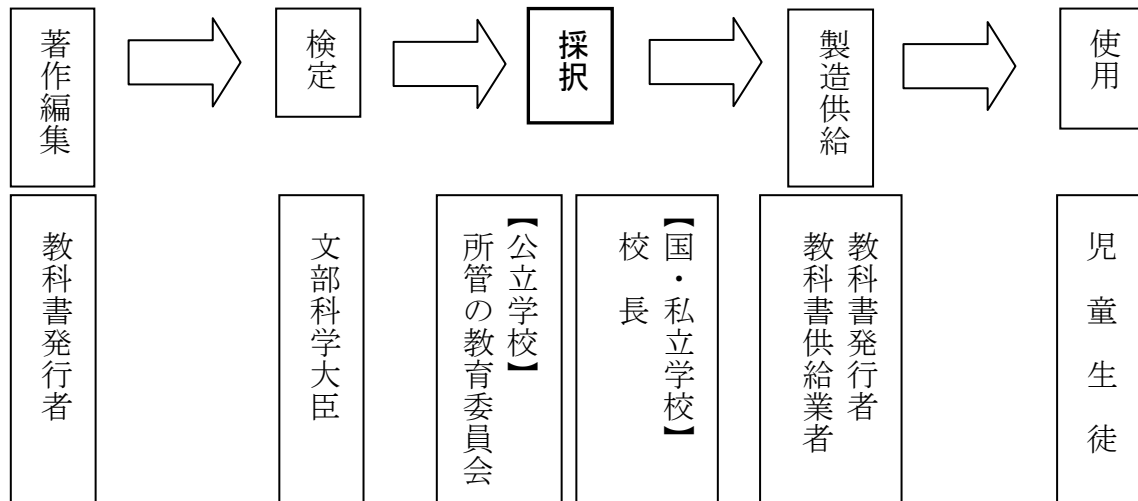 著作編集
検定
採択
製造供給
使用
教科書発行者
文部科学大臣
【公立学校】
所管の教育委員会
【国・私立学校】
校長
教科書発行者
教科書供給業者
児童生徒